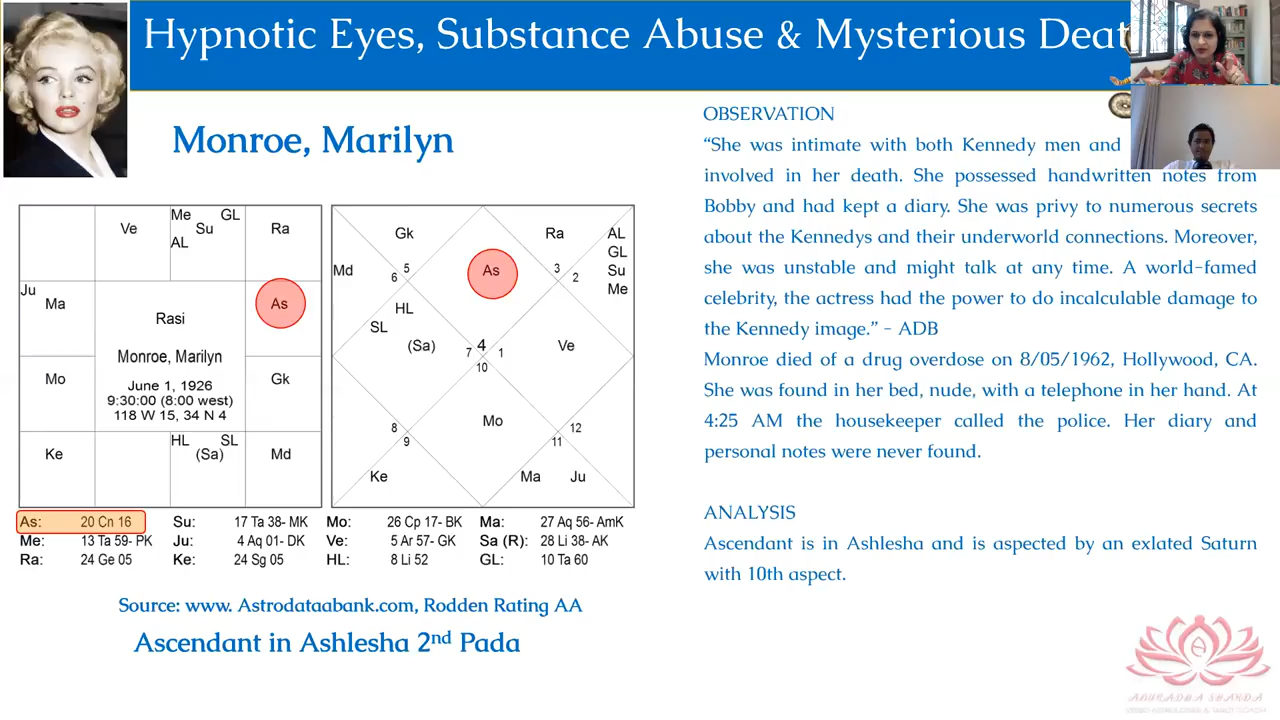 Hypnotic Eyes, Substance Abuse & Mysterious Deat
Monroe, Marilyn
Ve
Me GL
Su
AL
Ra
Ju
Ma
As
Rasi
Monroe, Marilyn
June 1, 1926
9:30:00 (8:00 west)
118 W 15, 34 N 4
Mo
Gk
Ke
HL SL
(Sa)
Md
Gk
As
Ra
AL
GL
Su
Me
Md
5
6
3
2
HL
SL
(Sa)
4
7
1
10
Ve
Mo
8
9
12
11
Ke
Ma Ju
As: 20 Cn 16 Su: 17 Ta 38- MK Mo: 26 Cp 17- BK Ma: 27 Aq 56- AmK
Me: 13 Ta 59- PK Ju: 4 Aq 01- DK Ve: 5 Ar 57- GK Sa (R): 28 Li 38- AK
Ra: 24 Ge 05 Ke: 24 Sg 05 HL: 8 Li 52 GL: 10 Ta 60
Source: www. Astrodataabank.com, Rodden Rating AA
Ascendant in Ashlesha 2nd Pada
OBSERVATION
“She was intimate with both Kennedy men and
involved in her death. She possessed handwritten notes from
Bobby and had kept a diary. She was privy to numerous secrets
about the Kennedys and their underworld connections. Moreover,
she was unstable and might talk at any time. A world-famed
celebrity, the actress had the power to do incalculable damage to
the Kennedy image.” - ADB
Monroe died of a drug overdose on 8/05/1962, Hollywood, CA.
She was found in her bed, nude, with a telephone in her hand. At
4:25 AM the housekeeper called the police. Her diary and
personal notes were never found.
ANALYSIS
Ascendant is in Ashlesha and is aspected by an exlated Saturn
with 10th aspect.
ANURADHA SHARDA